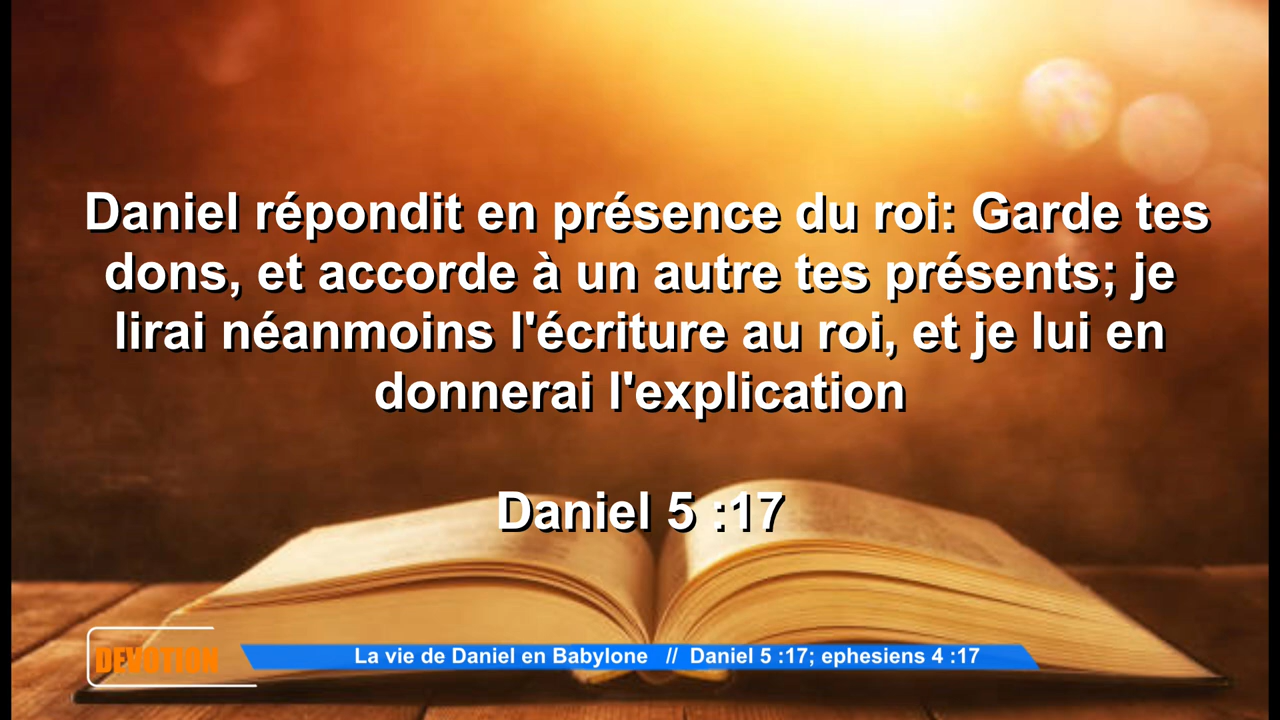 Daniel répondit en présence du roi: Garde tes
dons, et accorde à un autre tes présents; je
lirai néanmoins l'écriture au roi, et je lui en
donnerai l'explication
Daniel 5 :17
DEVOTION
La vie de Daniel en Babylone // Daniel 5 :17; ephesiens 4 :17